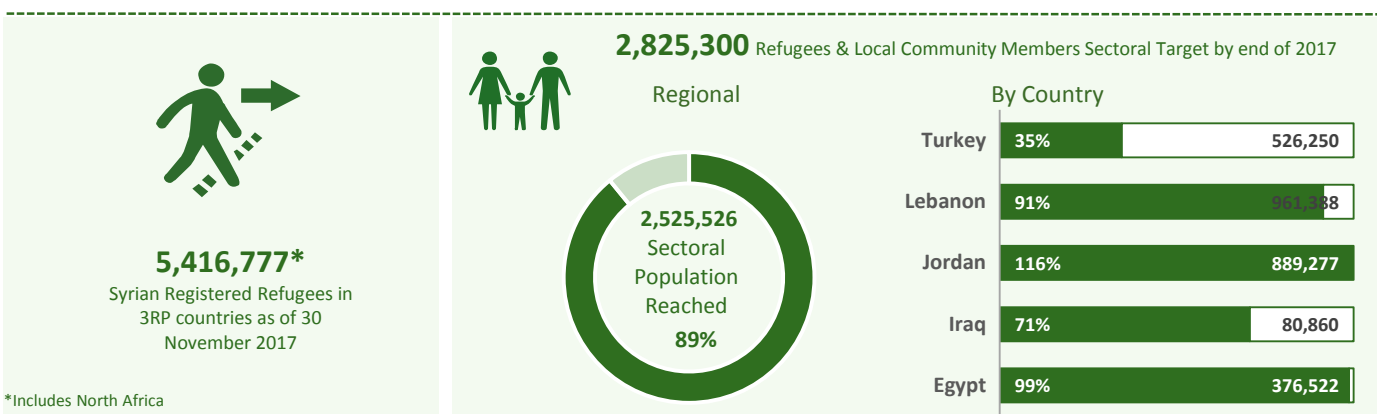 5,416,777*
Syrian Registered Refugees in
3RP countries as of 30
November 2017
*Includes North Africa
2,825,300 Refugees & Local Community Members Sectoral Target by end of 2017
Regional
2,525,526
Sectoral
Population
Reached
89%
By Country
Turkey 35% 526,250
Lebanon 91% 961,388
Jordan 116% 889,277
Iraq 71% 80,860
Egypt 99% 376,522